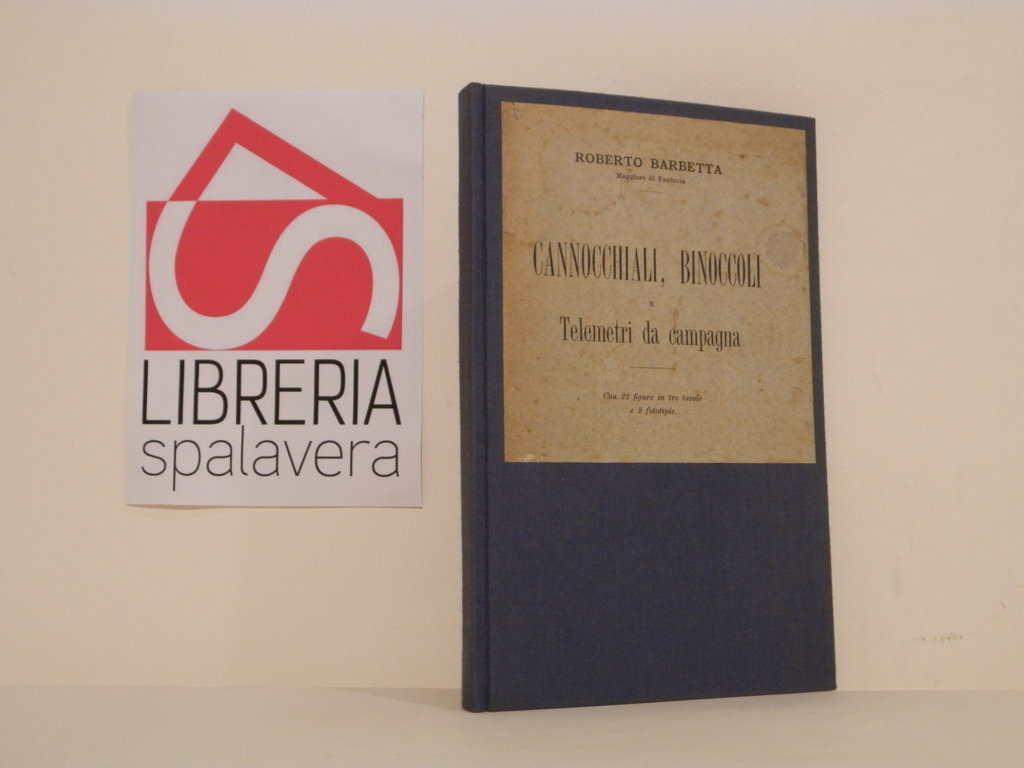 LIBRERIA
spalavera
ROBERTO BARBETTA
Maggiore di Fanteria
CANNOCCHIALI, BINOCCOLI
E
Telemetri da campagna
Con 22 figure in tre tavole
e 2 fototipie.